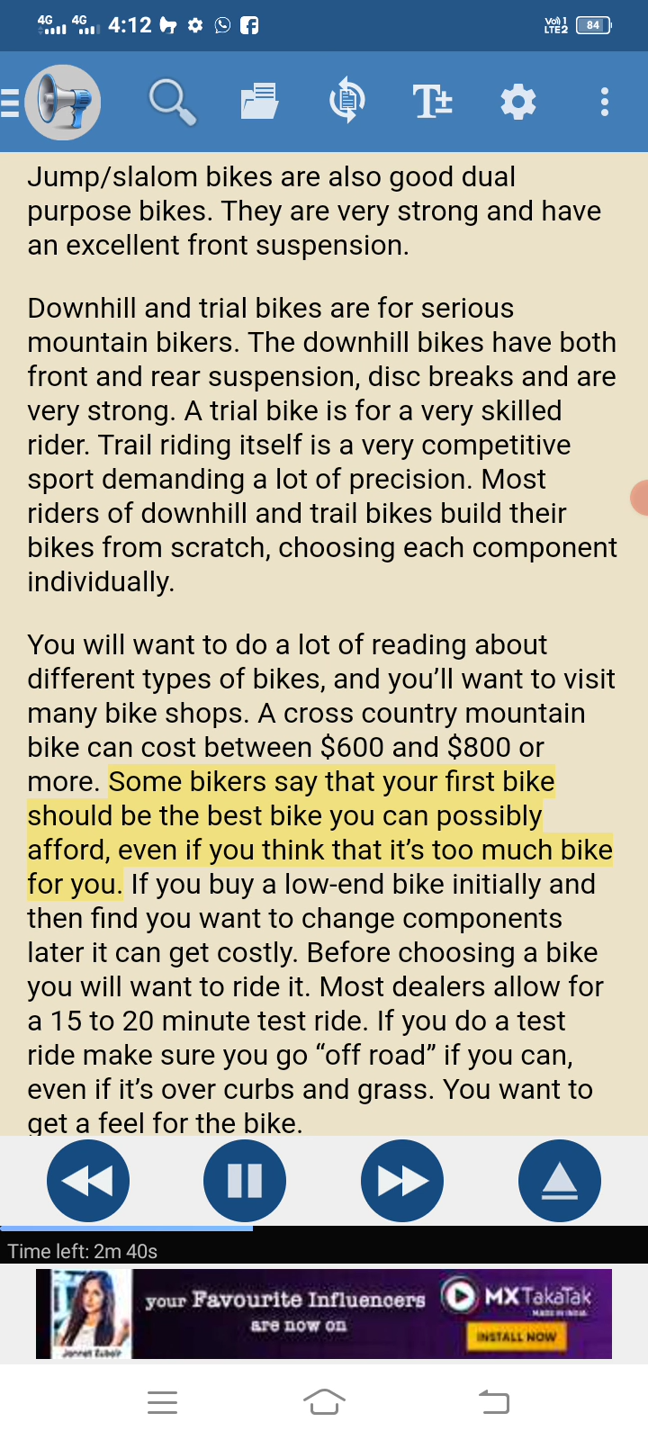 4G 4G 4:12 Vo)) 1 LTE2 84
T±
Jump/slalom bikes are also good dual
purpose bikes. They are very strong and have
an excellent front suspension.
Downhill and trial bikes are for serious
mountain bikers. The downhill bikes have both
front and rear suspension, disc breaks and are
very strong. A trial bike is for a very skilled
rider. Trail riding itself is a very competitive
sport demanding a lot of precision. Most
riders of downhill and trail bikes build their
bikes from scratch, choosing each component
individually.
You will want to do a lot of reading about
different types of bikes, and you’ll want to visit
many bike shops. A cross country mountain
bike can cost between $600 and $800 or
more. Some bikers say that your first bike
should be the best bike you can possibly
afford, even if you think that it’s too much bike
for you. If you buy a low-end bike initially and
then find you want to change components
later it can get costly. Before choosing a bike
you will want to ride it. Most dealers allow for
a 15 to 20 minute test ride. If you do a test
ride make sure you go “off road” if you can,
even if it’s over curbs and grass. You want to
get a feel for the bike.
Time left: 2m 40s
your Favourite Influencers
are now on
MXTakaTak
MADE IN INDIA
INSTALL NOW
Jannat Zubair